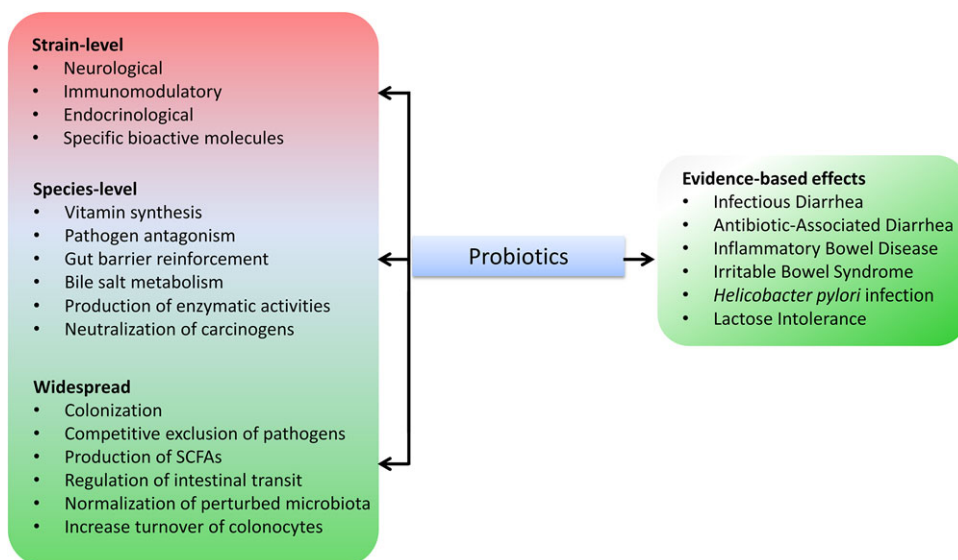 Strain-level
• Neurological
• Immunomodulatory
• Endocrinological
• Specific bioactive molecules
Species-level
• Vitamin synthesis
• Pathogen antagonism
• Gut barrier reinforcement
• Bile salt metabolism
• Production of enzymatic activities
• Neutralization of carcinogens
Widespread
• Colonization
• Competitive exclusion of pathogens
• Production of SCFAs
• Regulation of intestinal transit
• Normalization of perturbed microbiota
• Increase turnover of colonocytes
Probiotics
Evidence-based effects
• Infectious Diarrhea
• Antibiotic-Associated Diarrhea
• Inflammatory Bowel Disease
• Irritable Bowel Syndrome
• Helicobacter pylori infection
• Lactose Intolerance